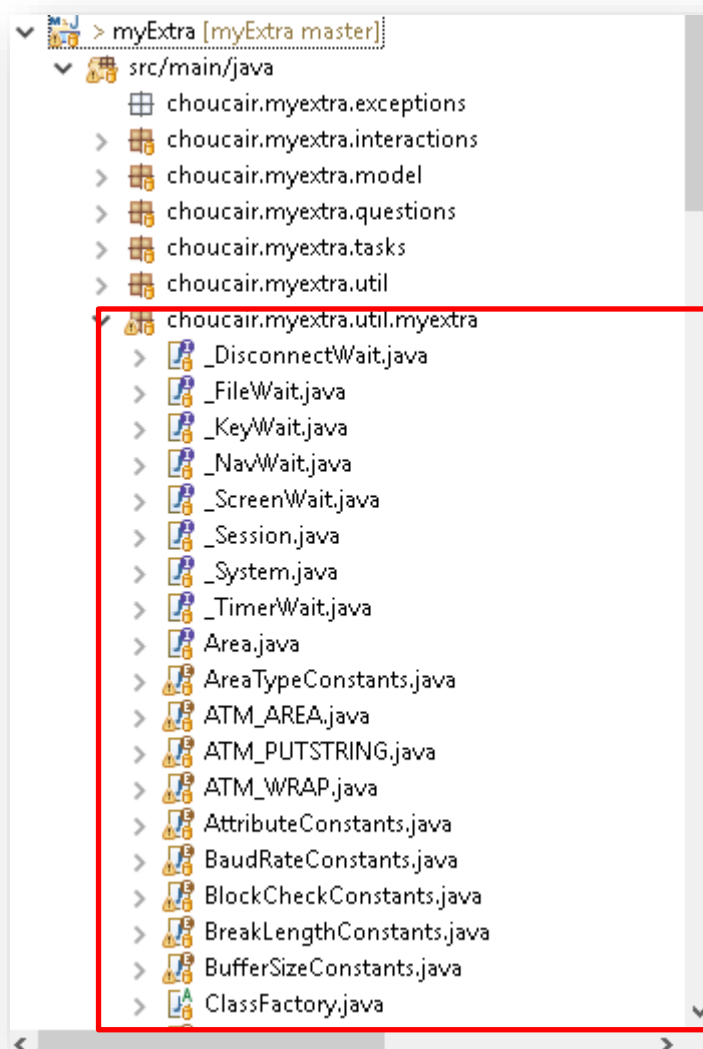 > myExtra [myExtra master]
src/main/java
choucair.myextra.exceptions
choucair.myextra.interactions
choucair.myextra.model
choucair.myextra.questions
choucair.myextra.tasks
choucair.myextra.util
choucair.myextra.util.myextra
_DisconnectWait.java
_FileWait.java
_KeyWait.java
_NavWait.java
_ScreenWait.java
_Session.java
_System.java
_TimerWait.java
Area.java
AreaTypeConstants.java
ATM_AREA.java
ATM_PUTSTRING.java
ATM_WRAP.java
AttributeConstants.java
BaudRateConstants.java
BlockCheckConstants.java
BreakLengthConstants.java
BufferSizeConstants.java
ClassFactory.java